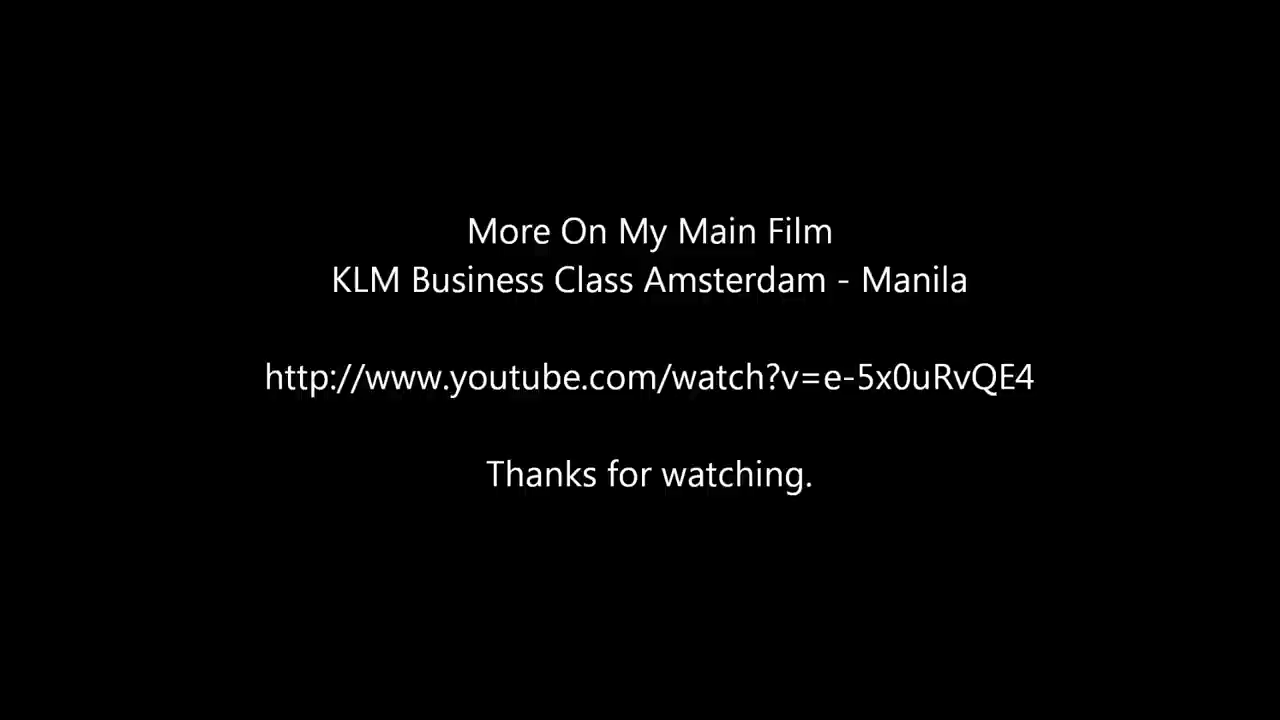 More On My Main Film
KLM Business Class Amsterdam - Manila
http://www.youtube.com/watch?v=e-5x0uRvQE4
Thanks for watching.